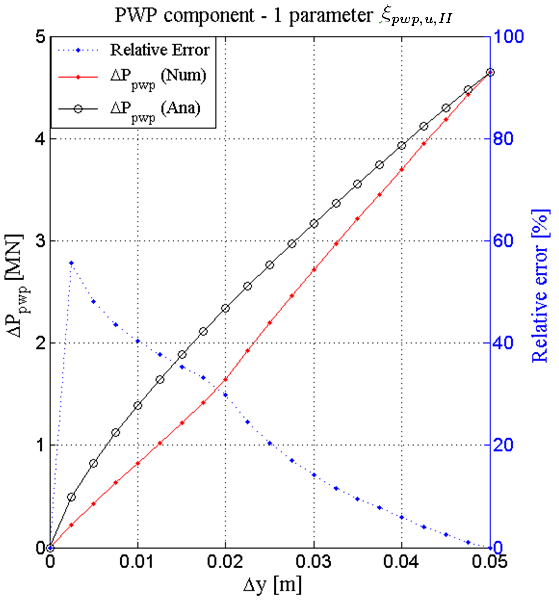 PWP component - 1 parameter ξpwp,u,II
Relative Error
ΔPpwp (Num)
ΔPpwp (Ana)
5
4
3
2
1
0
ΔPpwp [MN]
100
80
60
40
20
0
Relative error [%]
0
0.01
0.02
0.03
0.04
0.05
Δy [m]